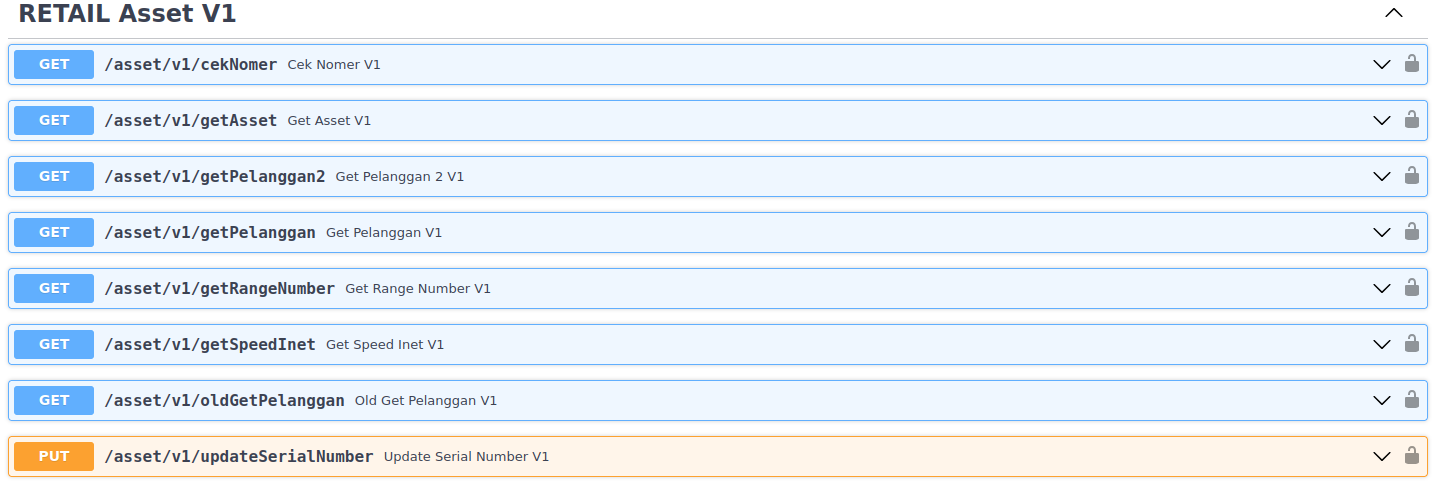 RETAIL Asset V1
GET /asset/v1/cekNomer Cek Nomer V1
GET /asset/v1/getAsset Get Asset V1
GET /asset/v1/getPelanggan2 Get Pelanggan 2 V1
GET /asset/v1/getPelanggan Get Pelanggan V1
GET /asset/v1/getRangeNumber Get Range Number V1
GET /asset/v1/getSpeedInet Get Speed Inet V1
GET /asset/v1/oldGetPelanggan Old Get Pelanggan V1
PUT /asset/v1/updateSerialNumber Update Serial Number V1